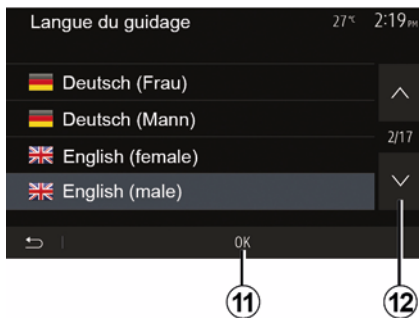 Langue du guidage 27°C 2:19PM
Deutsch (Frau)
Deutsch (Mann)
2/17
English (female)
English (male)
OK
11 12